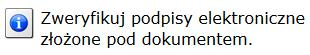 Zweryfikuj podpisy elektroniczne
złożone pod dokumentem.